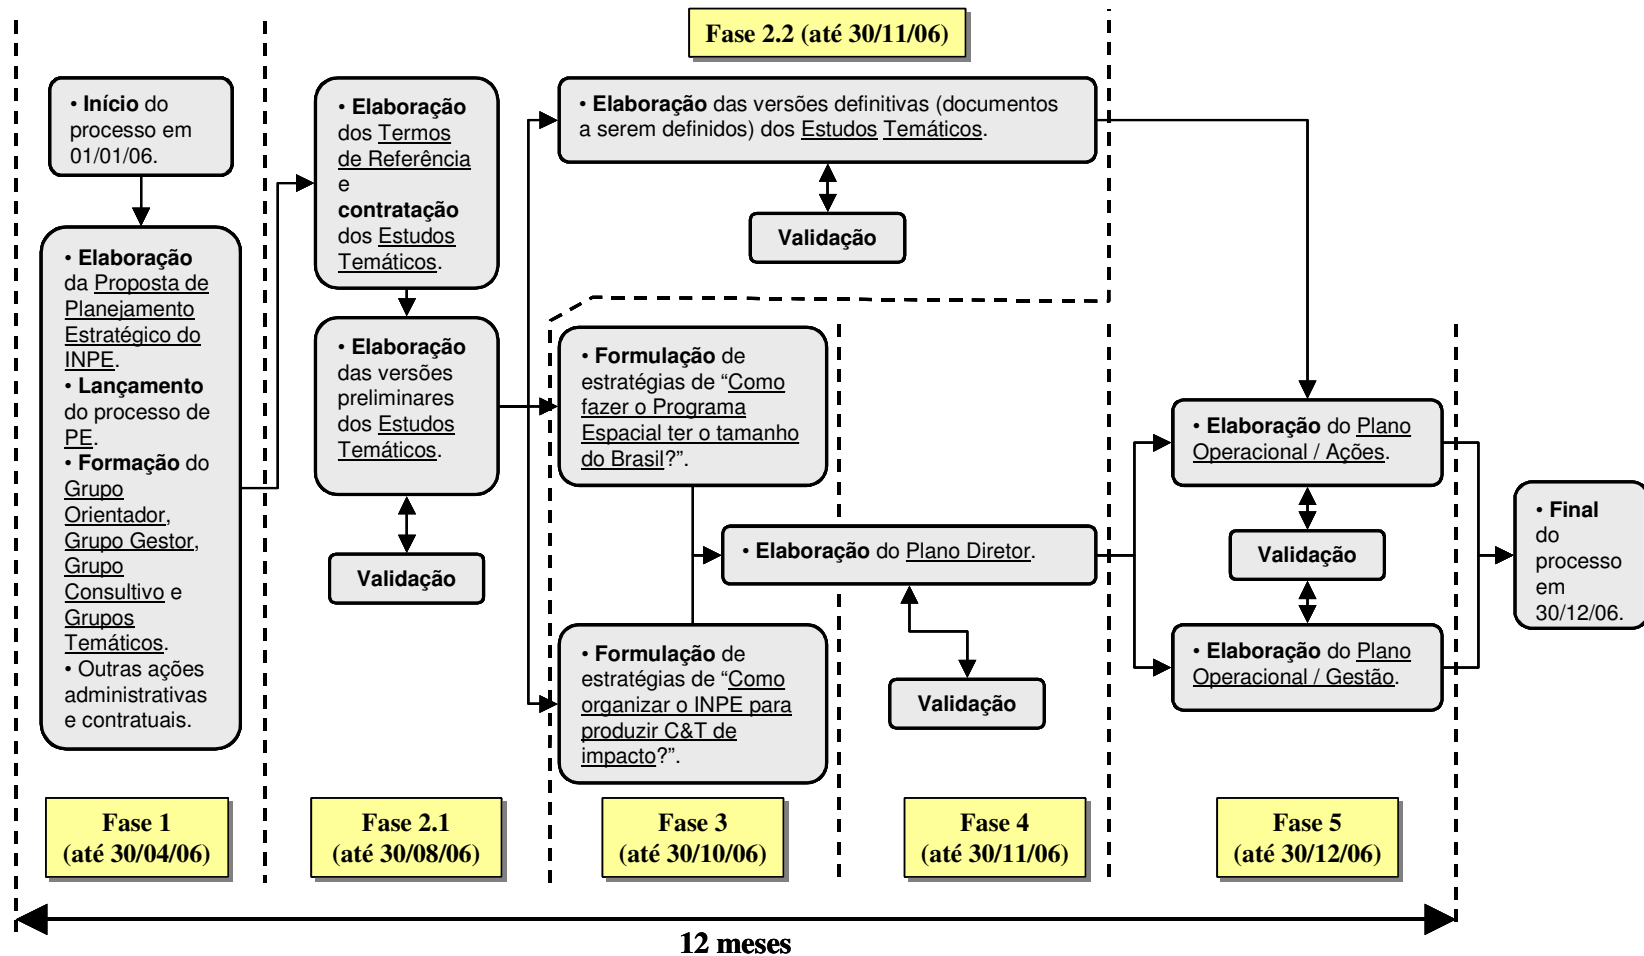 Fase 2.2 (até 30/11/06)
• Início do
processo em
01/01/06.
• Elaboração
da Proposta de
Planejamento
Estratégico do
INPE.
• Lançamento
do processo de
PE.
• Formação do
Grupo
Orientador,
Grupo Gestor,
Grupo
Consultivo e
Grupos
Temáticos.
• Outras ações
administrativas
e contratuais.
• Elaboração
dos Termos
de Referência
e
contratação
dos Estudos
Temáticos.
• Elaboração
das versões
preliminares
dos Estudos
Temáticos.
Validação
• Elaboração das versões definitivas (documentos
a serem definidos) dos Estudos Temáticos.
Validação
• Formulação de
estratégias de “Como
fazer o Programa
Espacial ter o tamanho
do Brasil?”.
• Elaboração do Plano Diretor.
• Formulação de
estratégias de “Como
organizar o INPE para
produzir C&T de
impacto?”.
Validação
• Elaboração do Plano
Operacional / Ações.
Validação
• Elaboração do Plano
Operacional / Gestão.
• Final
do
processo
em
30/12/06.
Fase 1
(até 30/04/06)
Fase 2.1
(até 30/08/06)
Fase 3
(até 30/10/06)
Fase 4
(até 30/11/06)
Fase 5
(até 30/12/06)
12 meses